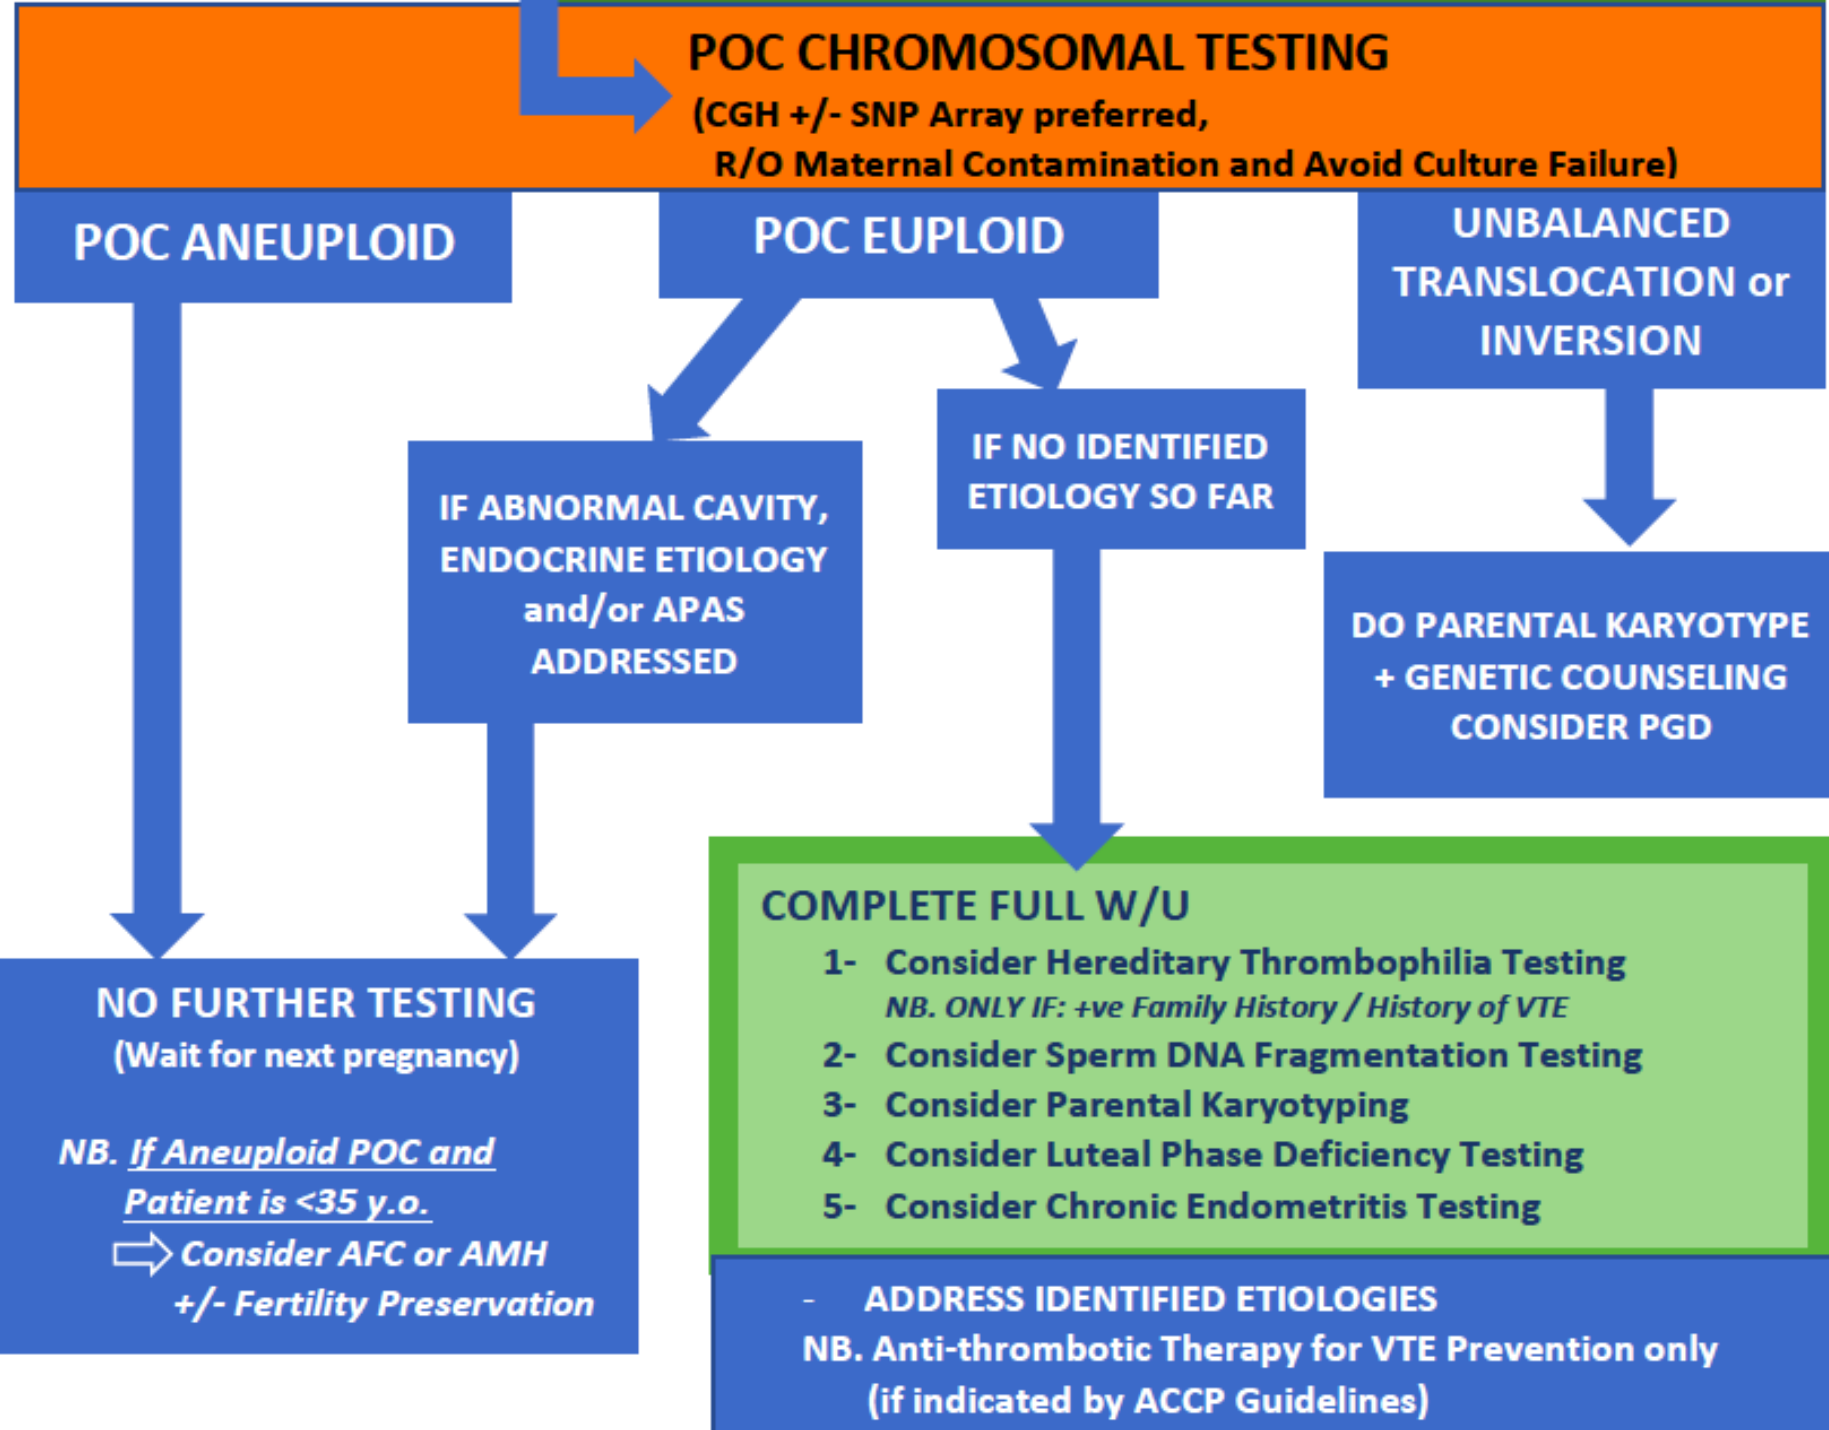 POC CHROMOSOMAL TESTING
(CGH +/- SNP Array preferred,
R/O Maternal Contamination and Avoid Culture Failure)
POC ANEUPLOID
POC EUPLOID
UNBALANCED
TRANSLOCATION or
INVERSION
IF ABNORMAL CAVITY,
ENDOCRINE ETIOLOGY
and/or APAS
ADDRESSED
IF NO IDENTIFIED
ETIOLOGY SO FAR
DO PARENTAL KARYOTYPE
+ GENETIC COUNSELING
CONSIDER PGD
NO FURTHER TESTING
(Wait for next pregnancy)
NB. If Aneuploid POC and
Patient is <35 y.o.
Consider AFC or AMH
+/- Fertility Preservation
COMPLETE FULL W/U
1- Consider Hereditary Thrombophilia Testing
NB. ONLY IF: +ve Family History / History of VTE
2- Consider Sperm DNA Fragmentation Testing
3- Consider Parental Karyotyping
4- Consider Luteal Phase Deficiency Testing
5- Consider Chronic Endometritis Testing
- ADDRESS IDENTIFIED ETIOLOGIES
NB. Anti-thrombotic Therapy for VTE Prevention only
(if indicated by ACCP Guidelines)